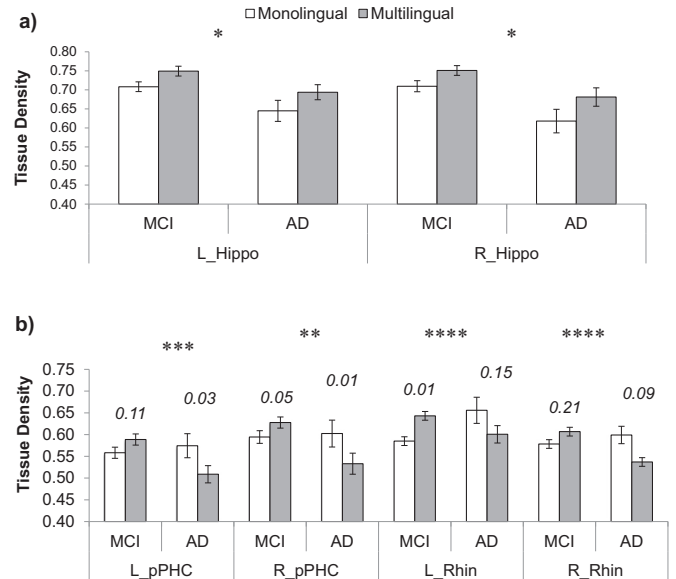 a)
Monolingual Multilingual
* *
Tissue Density
0.80
0.75
0.70
0.65
0.60
0.55
0.50
0.45
0.40
MCI AD MCI AD
L_Hippo R_Hippo
b)
*** ** **** ****
Tissue Density
0.75
0.70
0.65
0.60
0.55
0.50
0.45
0.40
0.11 0.03 0.05 0.01 0.01 0.15 0.21 0.09
MCI AD MCI AD MCI AD MCI AD
L_pPHC R_pPHC L_Rhin R_Rhin